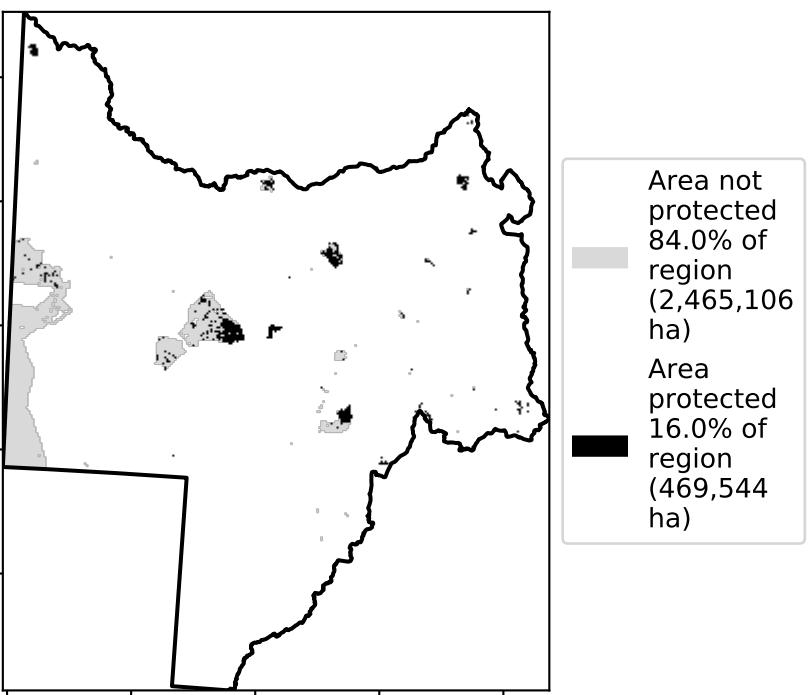 Area not
protected
84.0% of
region
(2,465,106
ha)
Area
protected
16.0% of
region
(469,544
ha)